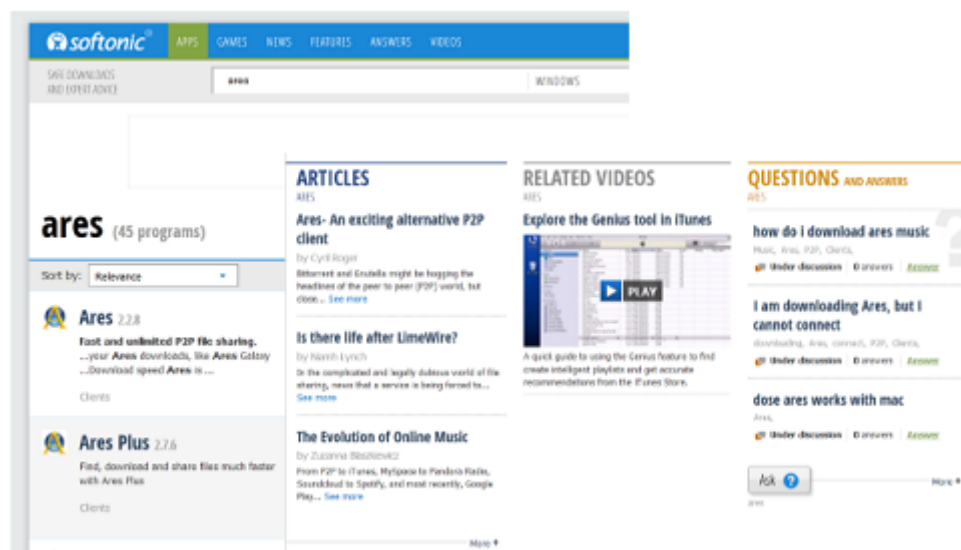 softonic
APPS GAMES NEWS FEATURES ANSWERS VIDEOS
SAFE DOWNLOADS
AND EXPERT ADVICE
ares
WINDOWS
ares (45 programs)
Sort by: Relevance
Ares 2.2.8
Fast and unlimited P2P file sharing.
...your Ares downloads, like Ares Galaxy
...Download speed Ares is ...
Clients
Ares Plus 2.7.6
Find, download and share files much faster
with Ares Plus
Clients
ARTICLES
ARES
Ares- An exciting alternative P2P
client
by Cyril Roger
Bittorrent and Gnutella might be hogging the
headlines of the peer to peer (P2P) world, but
close... See more
Is there life after LimeWire?
by Niamh Lynch
In the complicated and legally dubious world of file
sharing, news that a service is being forced to...
See more
The Evolution of Online Music
by Zuzanna Blaszkiewicz
From P2P to iTunes, MySpace to Pandora Radio,
Soundcloud to Spotify, and most recently, Google
Play... See more
More
RELATED VIDEOS
ARES
Explore the Genius tool in iTunes
PLAY
A quick guide to using the Genius feature to find
create intelligent playlists and get accurate
recommendations from the iTunes Store.
QUESTIONS AND ANSWERS
ARES
how do i download ares music
Music, Ares, P2P, Clients,
Under discussion 0 answers Answer
I am downloading Ares, but I
cannot connect
downloading, Ares, connect, P2P, Clients,
Under discussion 0 answers Answer
dose ares works with mac
Ares,
Under discussion 0 answers Answer
Ask ?
More
ares